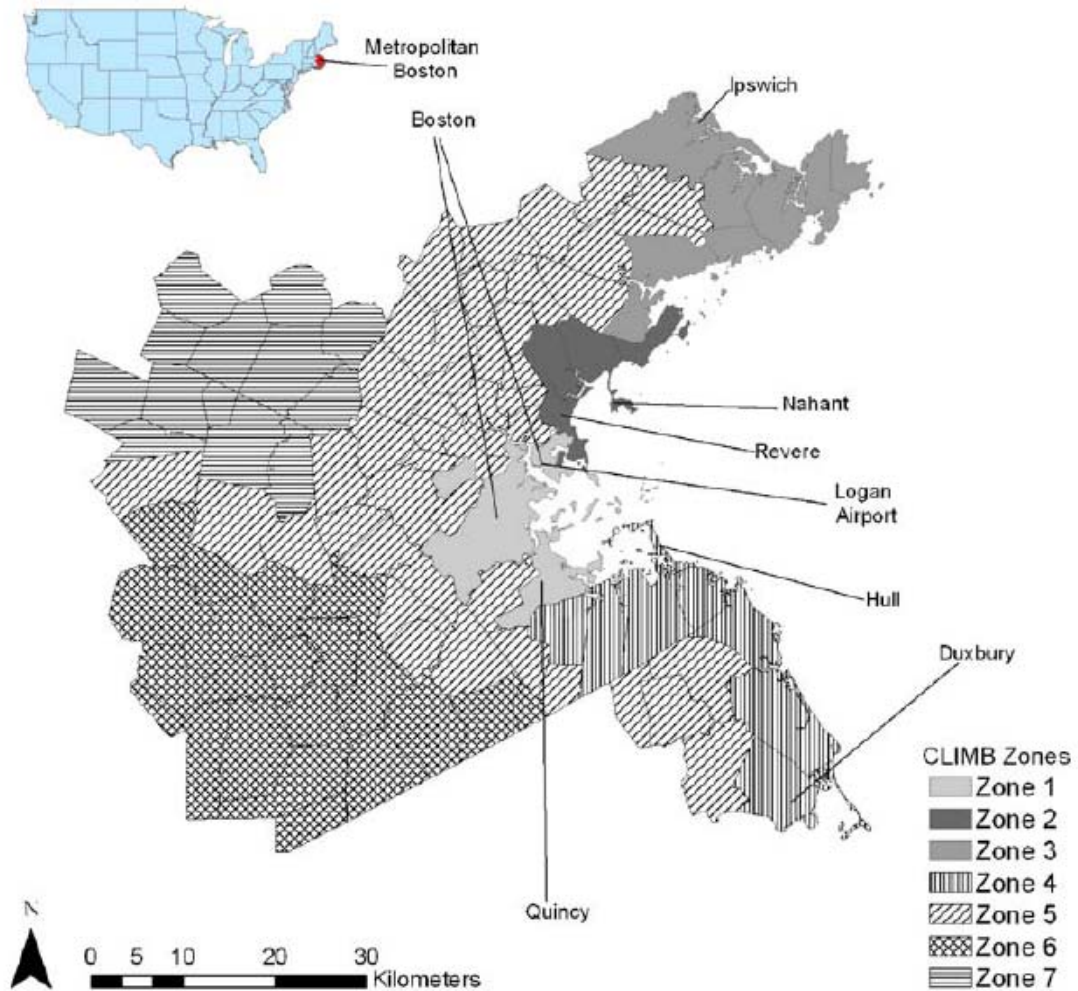 Metropolitan
Boston
Boston
Ipswich
Nahant
Revere
Logan
Airport
Hull
Duxbury
CLIMB Zones
Zone 1
Zone 2
Zone 3
Zone 4
Zone 5
Zone 6
Zone 7
Quincy
N
0 5 10 20 30
Kilometers